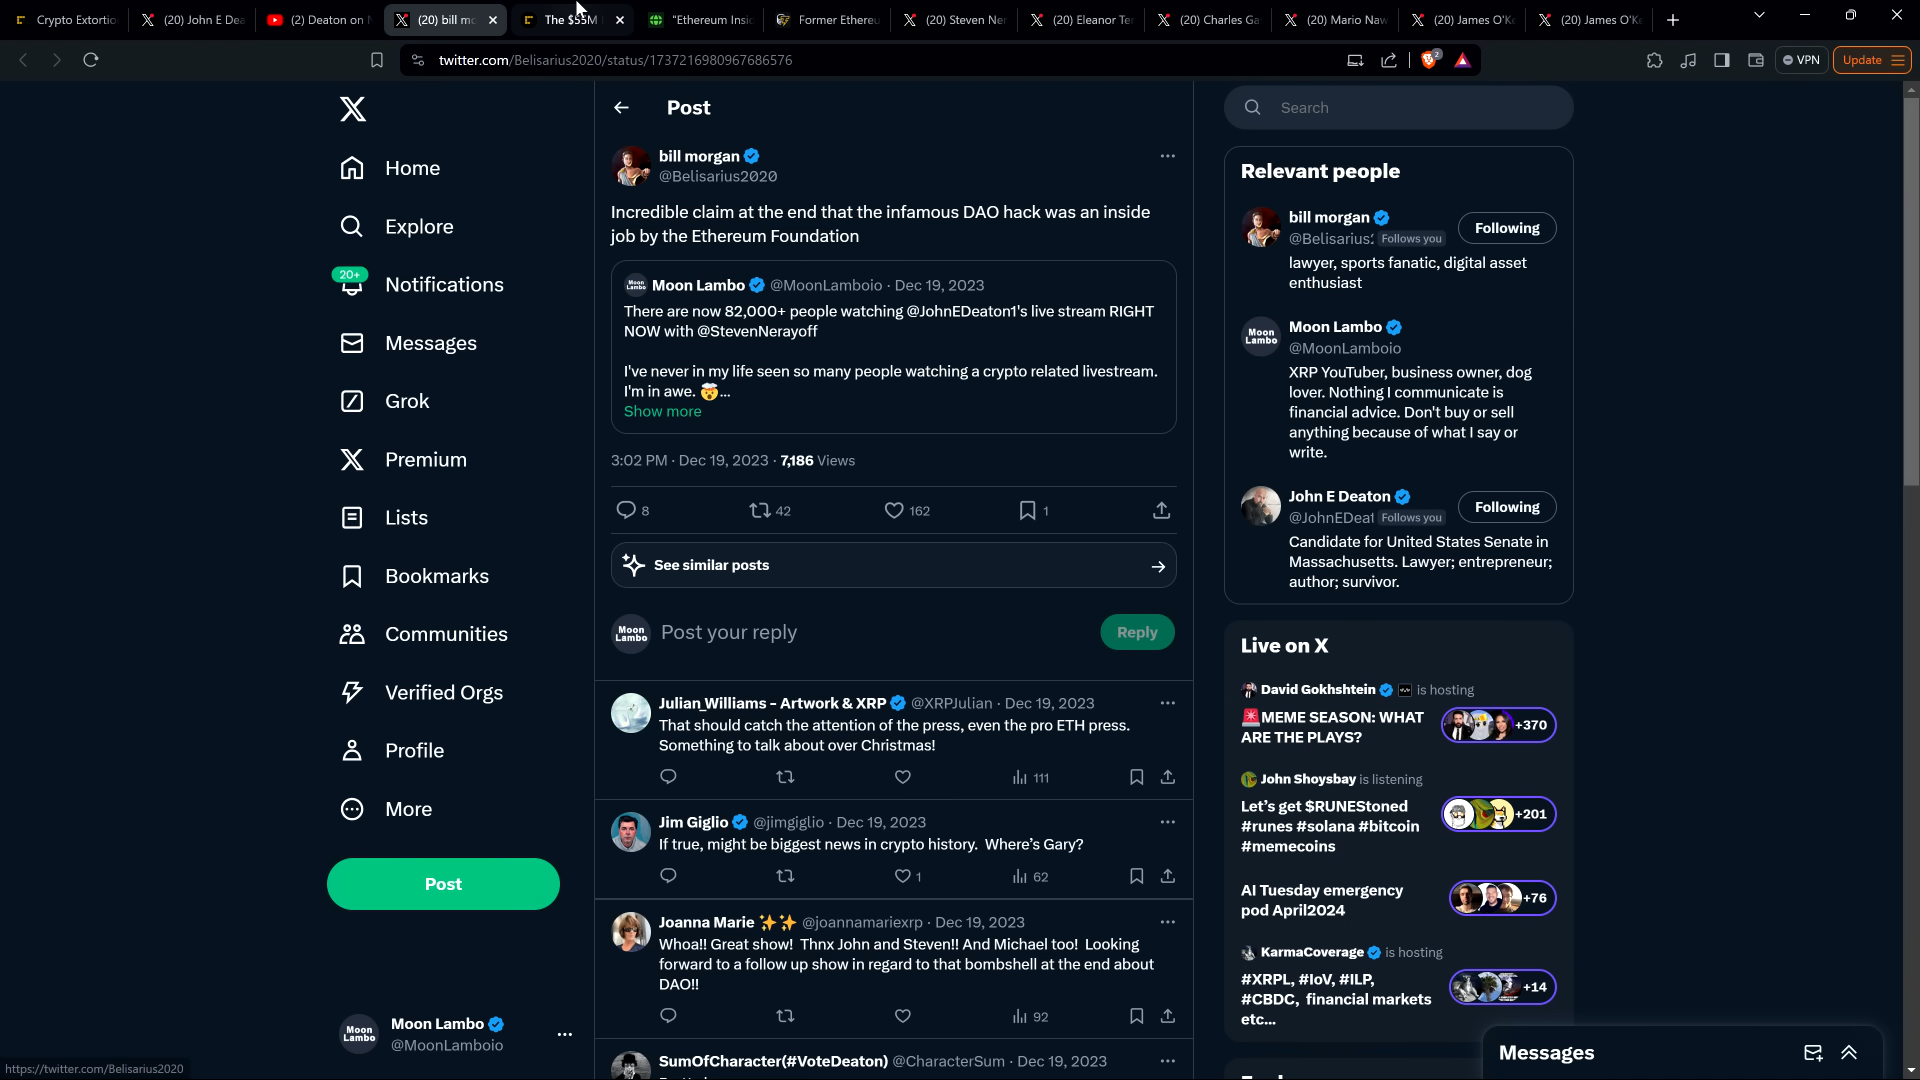 Crypto Extortio
(20) John E Dea
(2) Deaton on
(20) bill mo
The $55M
"Ethereum Insi
Former Ethereu
(20) Steven Ner
(20) Eleanor Ter
(20) Charles Ga
(20) Mario Naw
(20) James O'K
(20) James O'K
twitter.com/Belisarius2020/status/1737216980967686576
2
VPN
Update
Home
Explore
20+
Notifications
Messages
Grok
Premium
Lists
Bookmarks
Communities
Verified Orgs
Profile
More
Post
Moon Lambo
@MoonLamboio
https://twitter.com/Belisarius2020
Post
bill morgan
@Belisarius2020
Incredible claim at the end that the infamous DAO hack was an inside
job by the Ethereum Foundation
Moon Lambo @MoonLamboio · Dec 19, 2023
There are now 82,000+ people watching @JohnEDeaton1's live stream RIGHT
NOW with @StevenNerayoff
I've never in my life seen so many people watching a crypto related livestream.
I'm in awe. 🤯...
Show more
3:02 PM · Dec 19, 2023 · 7,186 Views
8
42
162
1
See similar posts
Moon
Lambo
Post your reply
Reply
Julian_Williams - Artwork & XRP @XRPJulian · Dec 19, 2023
That should catch the attention of the press, even the pro ETH press.
Something to talk about over Christmas!
111
Jim Giglio @jimgiglio · Dec 19, 2023
If true, might be biggest news in crypto history. Where's Gary?
1
62
Joanna Marie ✨✨ @joannamariexrp · Dec 19, 2023
Whoa!! Great show! Thnx John and Steven!! And Michael too! Looking
forward to a follow up show in regard to that bombshell at the end about
DAO!!
92
SumOfCharacter(#VoteDeaton) @CharacterSum · Dec 19, 2023
Search
Relevant people
bill morgan
@Belisarius2 Follows you
Following
lawyer, sports fanatic, digital asset
enthusiast
Moon
Lambo
Moon Lambo
@MoonLamboio
XRP YouTuber, business owner, dog
lover. Nothing I communicate is
financial advice. Don't buy or sell
anything because of what I say or
write.
John E Deaton
@JohnEDeat Follows you
Following
Candidate for United States Senate in
Massachusetts. Lawyer; entrepreneur;
author; survivor.
Live on X
David Gokhshtein is hosting
🚨MEME SEASON: WHAT
ARE THE PLAYS?
+370
John Shoysbay is listening
Let's get $RUNEStoned
#runes #solana #bitcoin
#memecoins
+201
AI Tuesday emergency
pod April2024
+76
KarmaCoverage is hosting
#XRPL, #IoV, #ILP,
#CBDC, financial markets
etc...
+14
Messages